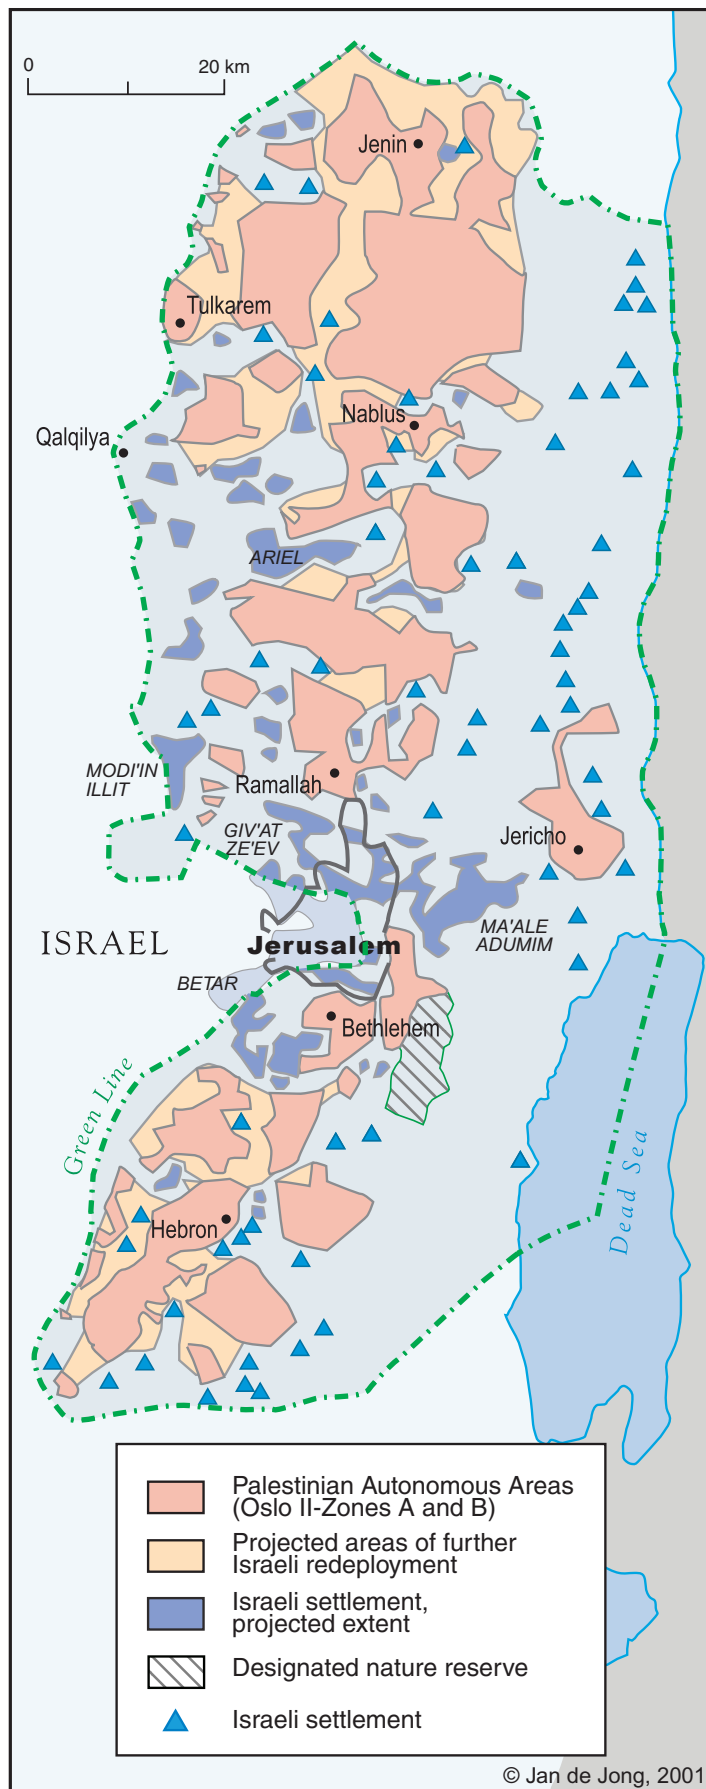 0
20 km
Jenin
Tulkarem
Nablus
Qalqilya
ARIEL
MODI'IN
ILLIT
Ramallah
GIV'AT
ZE'EV
Jericho
ISRAEL
Jerusalem
MA'ALE
ADUMIM
BETAR
Bethlehem
Green Line
Dead Sea
Hebron
Palestinian Autonomous Areas
(Oslo II-Zones A and B)
Projected areas of further
Israeli redeployment
Israeli settlement,
projected extent
Designated nature reserve
Israeli settlement
© Jan de Jong, 2001